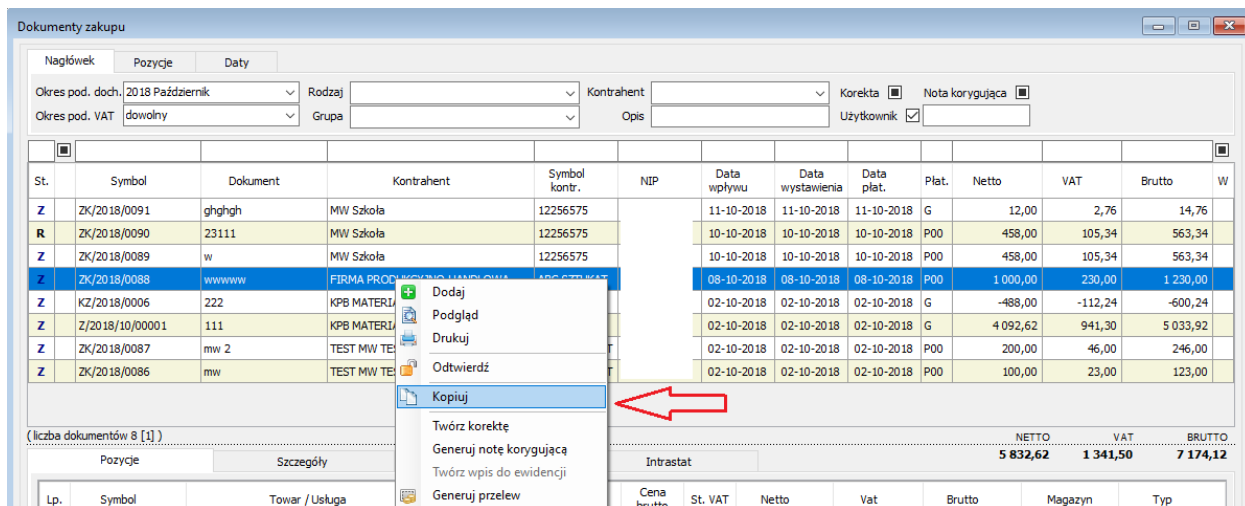 Dokumenty zakupu
Nagłówek Pozycje Daty
Okres pod. doch. 2018 Październik Rodzaj Kontrahent Korekta Nota korygująca
Okres pod. VAT dowolny Grupa Opis Użytkownik
St. Symbol Dokument Kontrahent Symbol kontr. NIP Data wpływu Data wystawienia Data płat. Płat. Netto VAT Brutto W
Z ZK/2018/0091 ghghgh MW Szkoła 12256575 11-10-2018 11-10-2018 11-10-2018 G 12,00 2,76 14,76
R ZK/2018/0090 23111 MW Szkoła 12256575 10-10-2018 10-10-2018 10-10-2018 P00 458,00 105,34 563,34
Z ZK/2018/0089 w MW Szkoła 12256575 10-10-2018 10-10-2018 10-10-2018 P00 458,00 105,34 563,34
Z ZK/2018/0088 wwwww FIRMA 08-10-2018 08-10-2018 08-10-2018 P00 1 000,00 230,00 1 230,00
Z KZ/2018/0006 222 KPB 02-10-2018 02-10-2018 02-10-2018 G -488,00 -112,24 -600,24
Z Z/2018/10/00001 111 KPB 02-10-2018 02-10-2018 02-10-2018 G 4 092,62 941,30 5 033,92
Z ZK/2018/0087 mw 2 TEST MW 02-10-2018 02-10-2018 02-10-2018 P00 200,00 46,00 246,00
Z ZK/2018/0086 mw TEST MW 02-10-2018 02-10-2018 02-10-2018 P00 100,00 23,00 123,00
Dodaj
Podgląd
Drukuj
Odtwierdź
Kopiuj
Twórz korektę
Generuj notę korygującą
Twórz wpis do ewidencji
Generuj przelew
( liczba dokumentów 8 [1] ) NETTO VAT BRUTTO
5 832,62 1 341,50 7 174,12
Pozycje Szczegóły Intrastat
Lp. Symbol Towar / Usługa Cena brutto St. VAT Netto Vat Brutto Magazyn Typ